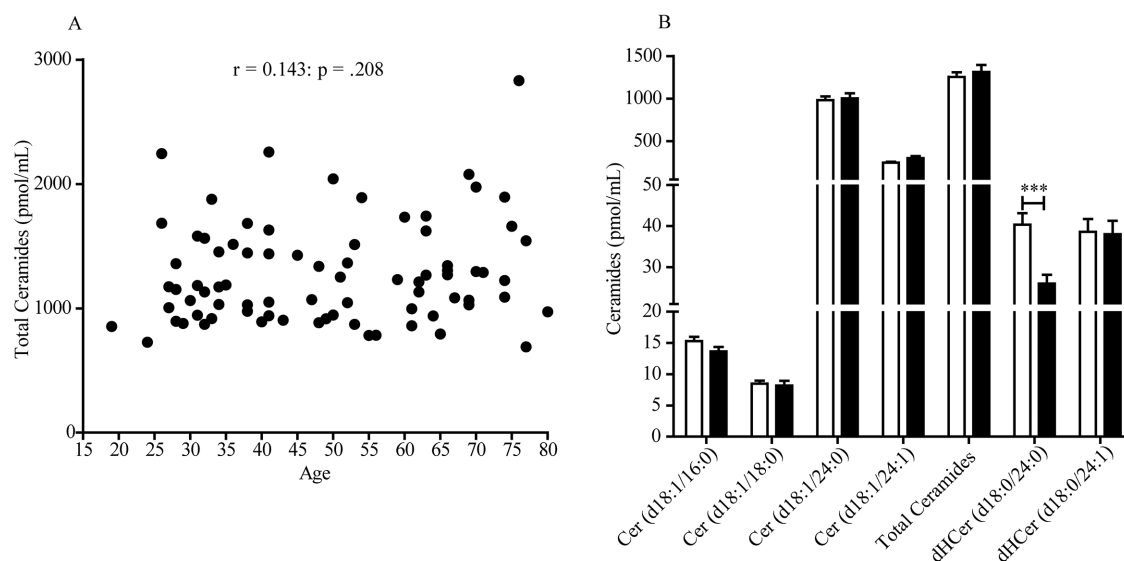 A
r = 0.143: p = .208
Total Ceramides (pmol/mL)
3000
2000
1000
0
15 20 25 30 35 40 45 50 55 60 65 70 75 80
Age
B
Ceramides (pmol/mL)
1500
1000
500
50
40
30
20
15
10
5
0
***
Cer (d18:1/16:0)
Cer (d18:1/18:0)
Cer (d18:1/24:0)
Cer (d18:1/24:1)
Total Ceramides
dHCer (d18:0/24:0)
dHCer (d18:0/24:1)